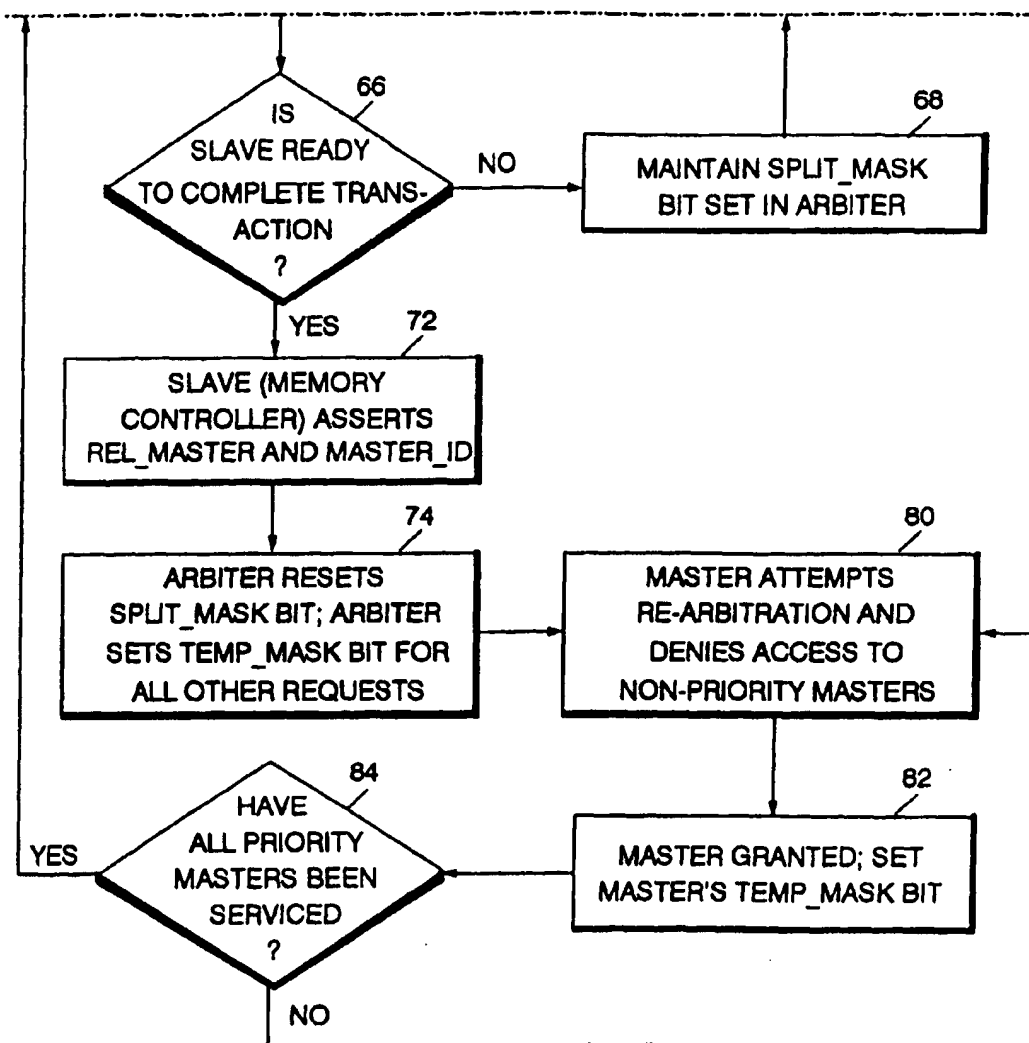 66
IS
SLAVE READY
TO COMPLETE TRANS-
ACTION
?
NO
68
MAINTAIN SPLIT_MASK
BIT SET IN ARBITER
YES
72
SLAVE (MEMORY
CONTROLLER) ASSERTS
REL_MASTER AND MASTER_ID
74
ARBITER RESETS
SPLIT_MASK BIT; ARBITER
SETS TEMP_MASK BIT FOR
ALL OTHER REQUESTS
80
MASTER ATTEMPTS
RE-ARBITRATION AND
DENIES ACCESS TO
NON-PRIORITY MASTERS
82
MASTER GRANTED; SET
MASTER'S TEMP_MASK BIT
84
HAVE
ALL PRIORITY
MASTERS BEEN
SERVICED
?
YES
NO